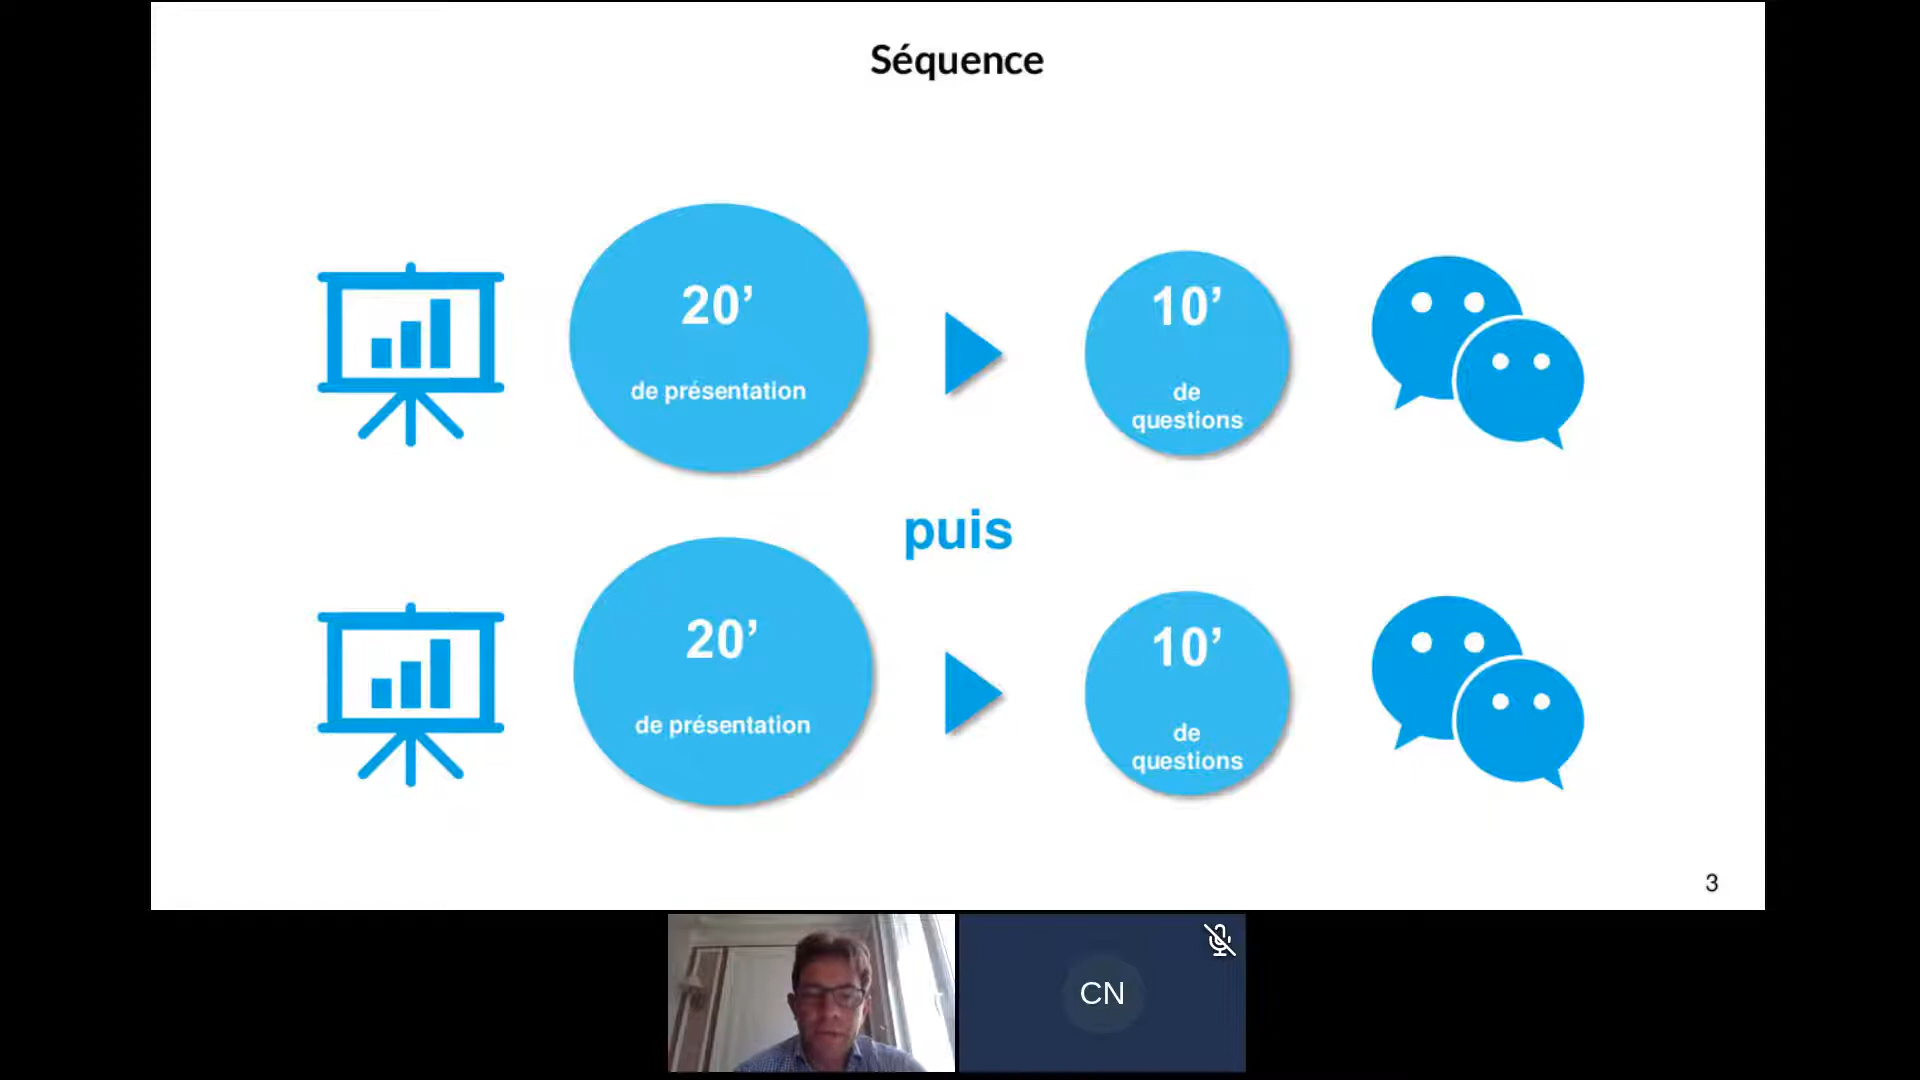 Séquence
20’
de présentation
10’
de
questions
puis
20’
de présentation
10’
de
questions
3
CN